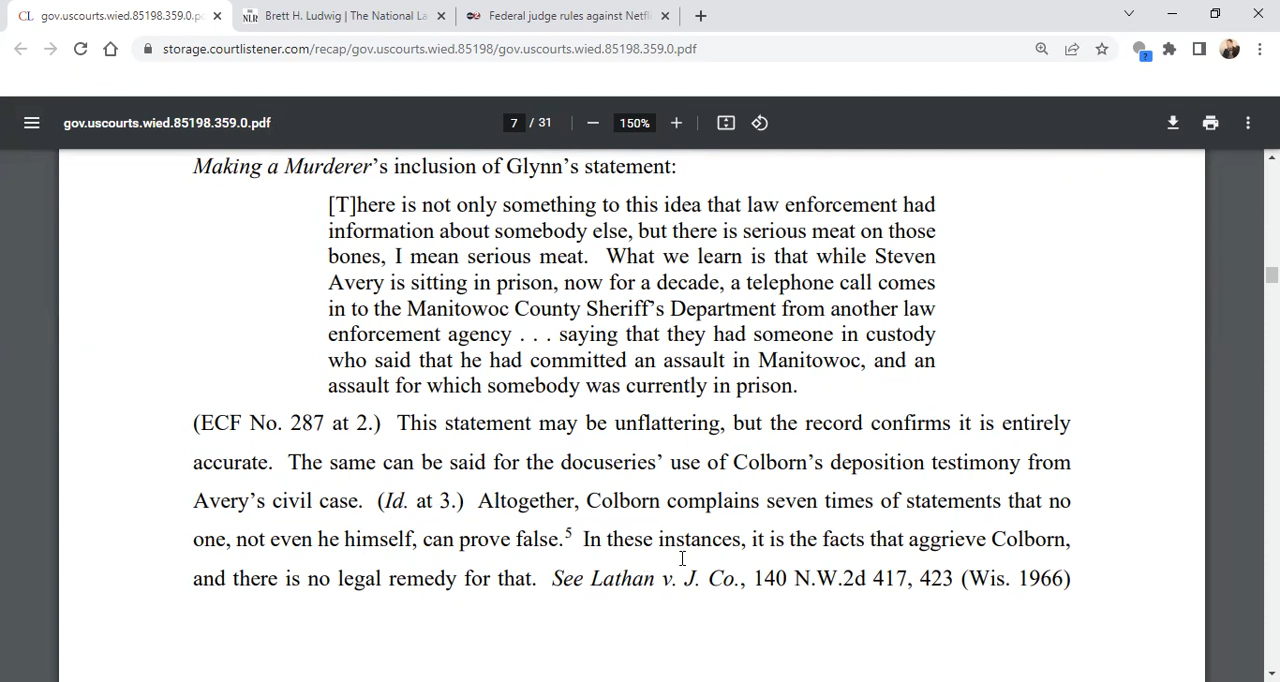 CL gov.uscourts.wied.85198.359.0.p
THE NATIONAL NLR Brett H. Ludwig | The National La
Federal judge rules against Netfl
storage.courtlistener.com/recap/gov.uscourts.wied.85198/gov.uscourts.wied.85198.359.0.pdf
?
gov.uscourts.wied.85198.359.0.pdf
7 / 31
150%
Making a Murderer’s inclusion of Glynn’s statement:
[T]here is not only something to this idea that law enforcement had
information about somebody else, but there is serious meat on those
bones, I mean serious meat. What we learn is that while Steven
Avery is sitting in prison, now for a decade, a telephone call comes
in to the Manitowoc County Sheriff’s Department from another law
enforcement agency . . . saying that they had someone in custody
who said that he had committed an assault in Manitowoc, and an
assault for which somebody was currently in prison.
(ECF No. 287 at 2.) This statement may be unflattering, but the record confirms it is entirely
accurate. The same can be said for the docuseries’ use of Colborn’s deposition testimony from
Avery’s civil case. (Id. at 3.) Altogether, Colborn complains seven times of statements that no
one, not even he himself, can prove false.5 In these instances, it is the facts that aggrieve Colborn,
and there is no legal remedy for that. See Lathan v. J. Co., 140 N.W.2d 417, 423 (Wis. 1966)